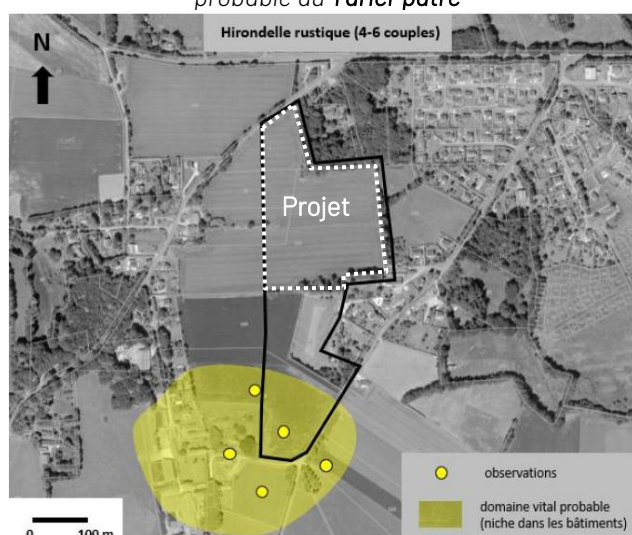 probable du Tarier pâtre
Hirondelle rustique (4-6 couples)
N
Projet
observations
domaine vital probable
(niche dans les bâtiments)
0 100 m